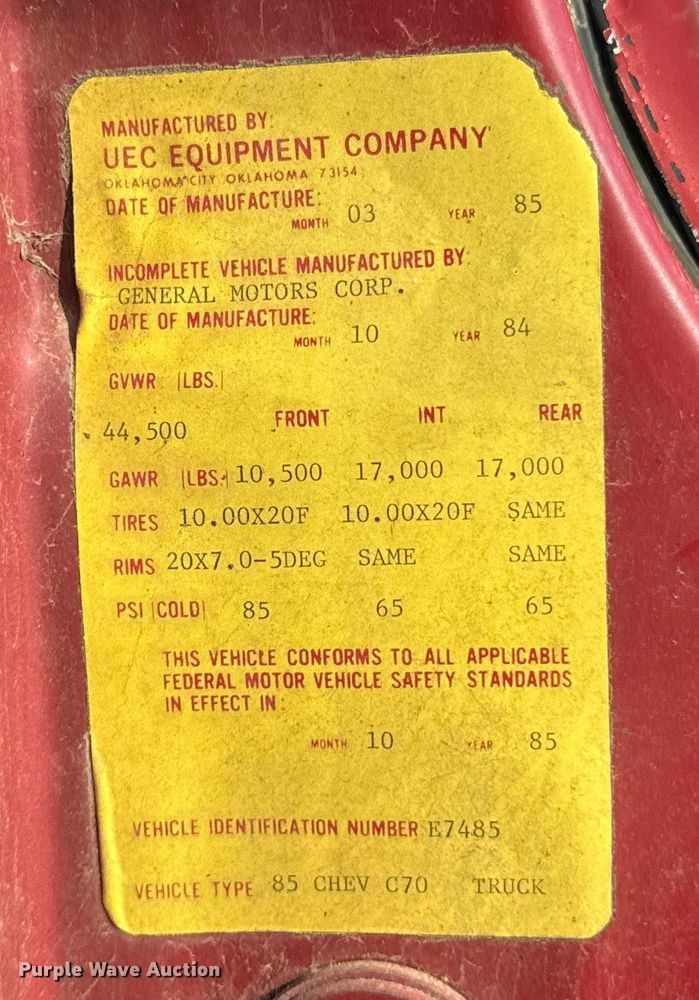 MANUFACTURED BY:
UEC EQUIPMENT COMPANY
OKLAHOMA CITY OKLAHOMA 73154
DATE OF MANUFACTURE:
MONTH 03 YEAR 85
INCOMPLETE VEHICLE MANUFACTURED BY:
GENERAL MOTORS CORP.
DATE OF MANUFACTURE:
MONTH 10 YEAR 84
GVWR (LBS.)
44,500 FRONT INT. REAR
GAWR (LBS.) 10,500 17,000 17,000
TIRES 10.00X20F 10.00X20F SAME
RIMS 20X7.0-5DEG SAME SAME
PSI (COLD) 85 65 65
THIS VEHICLE CONFORMS TO ALL APPLICABLE
FEDERAL MOTOR VEHICLE SAFETY STANDARDS
IN EFFECT IN:
MONTH 10 YEAR 85
VEHICLE IDENTIFICATION NUMBER E7485
VEHICLE TYPE 85 CHEV C70 TRUCK
Purple Wave Auction